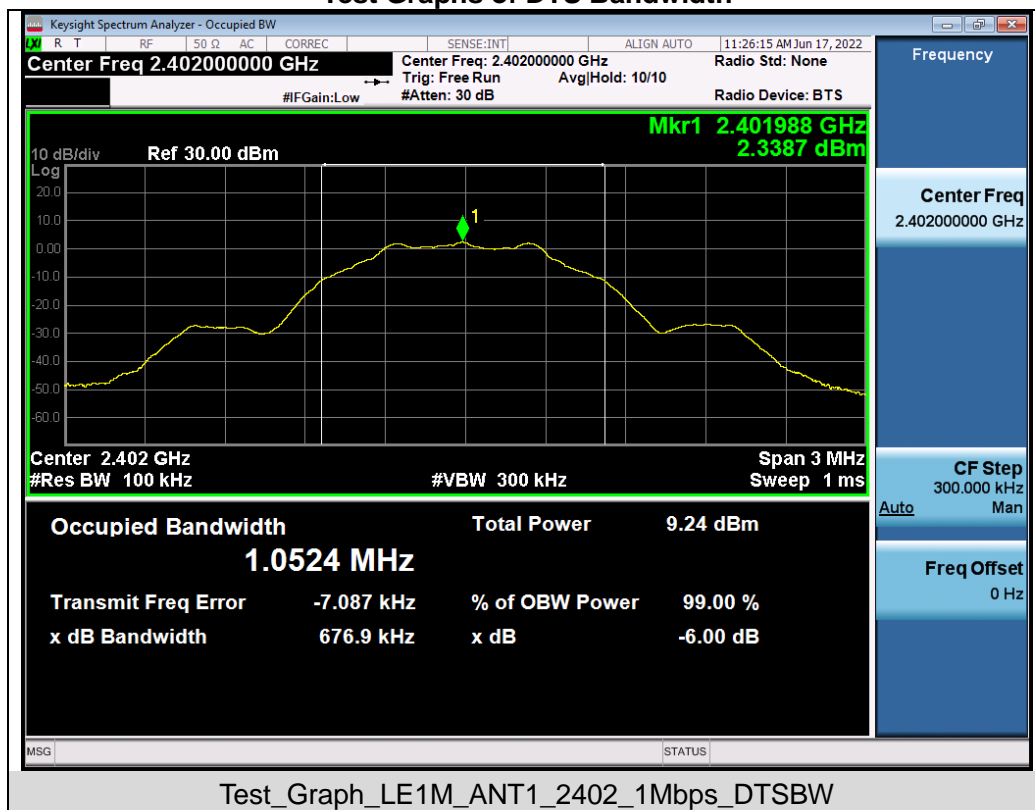 Test Graphs of DTS Bandwidth
Keysight Spectrum Analyzer - Occupied BW
LXI R T RF 50 Ω AC CORREC SENSE:INT ALIGN AUTO 11:26:15 AM Jun 17, 2022
Center Freq 2.402000000 GHz
Center Freq: 2.402000000 GHz
Radio Std: None
Trig: Free Run Avg|Hold: 10/10
#IFGain:Low
#Atten: 30 dB
Radio Device: BTS
Frequency
Mkr1 2.401988 GHz
2.3387 dBm
10 dB/div Ref 30.00 dBm
Log
20.0
10.0
0.00
-10.0
-20.0
-30.0
-40.0
-50.0
-60.0
1
Center 2.402 GHz Span 3 MHz
#Res BW 100 kHz #VBW 300 kHz Sweep 1 ms
Center Freq
2.402000000 GHz
CF Step
300.000 kHz
Auto Man
Freq Offset
0 Hz
Occupied Bandwidth Total Power 9.24 dBm
1.0524 MHz
Transmit Freq Error -7.087 kHz % of OBW Power 99.00 %
x dB Bandwidth 676.9 kHz x dB -6.00 dB
MSG STATUS
Test_Graph_LE1M_ANT1_2402_1Mbps_DTSBW